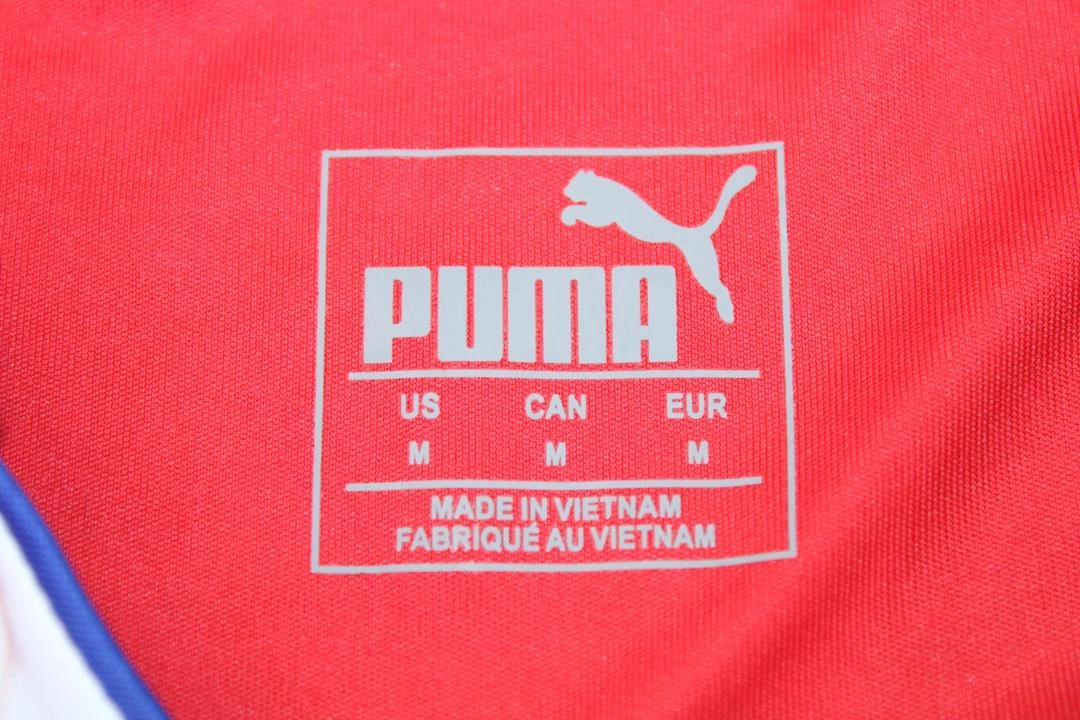 PUMA
US CAN EUR
M M M
MADE IN VIETNAM
FABRIQUÉ AU VIETNAM